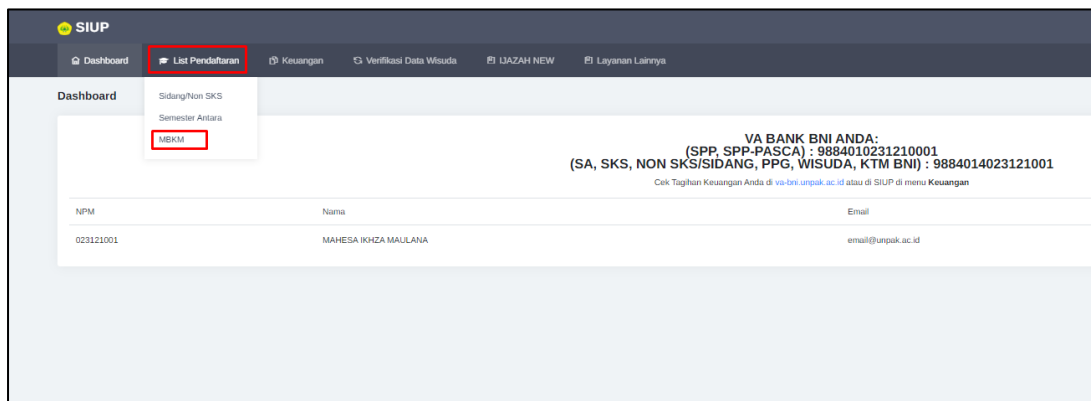 SIUP
Dashboard List Pendaftaran Keuangan Verifikasi Data Wisuda IJAZAH NEW Layanan Lainnya
Dashboard
Sidang/Non SKS
Semester Antara
MBKM
VA BANK BNI ANDA:
(SPP, SPP-PASCA) : 9884010231210001
(SA, SKS, NON SKS/SIDANG, PPG, WISUDA, KTM BNI) : 9884014023121001
Cek Tagihan Keuangan Anda di va-bni.unpak.ac.id atau di SIUP di menu Keuangan
NPM Nama Email
023121001 MAHESA IKHZA MAULANA email@unpak.ac.id